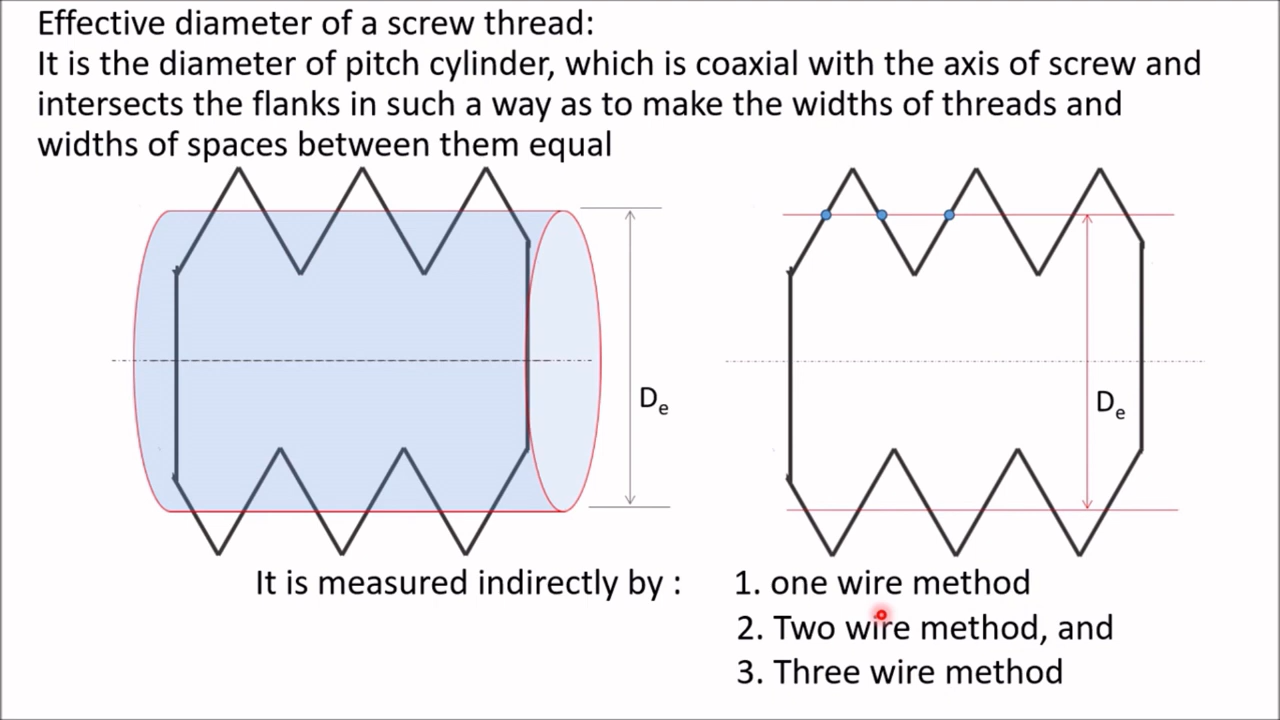 Effective diameter of a screw thread:
It is the diameter of pitch cylinder, which is coaxial with the axis of screw and
intersects the flanks in such a way as to make the widths of threads and
widths of spaces between them equal
De
De
It is measured indirectly by :
1. one wire method
2. Two wire method, and
3. Three wire method